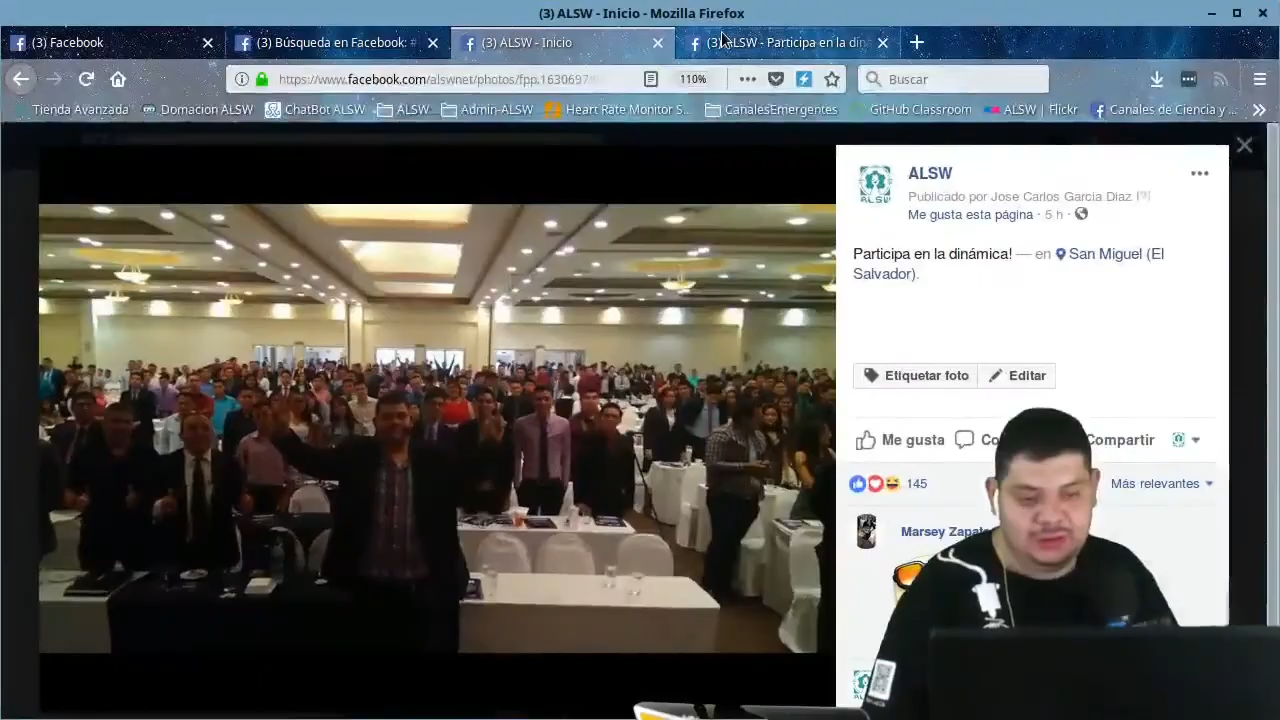 (3) ALSW - Inicio - Mozilla Firefox
(3) Facebook
(3) Búsqueda en Facebook: #
(3) ALSW - Inicio
(3) ALSW - Participa en la din
https://www.facebook.com/alswnet/photos/fpp.1630697
110%
Buscar
Tienda Avanzada
Domacion ALSW
ChatBot ALSW
ALSW
Admin-ALSW
Heart Rate Monitor S...
CanalesEmergentes
GitHub Classroom
ALSW | Flickr
Canales de Ciencia y ...
ALSW
Publicado por Jose Carlos Garcia Diaz
Me gusta esta página · 5 h ·
Participa en la dinámica! — en San Miguel (El
Salvador).
Etiquetar foto
Editar
Me gusta
Co
Compartir
145
Más relevantes
Marsey Zapat